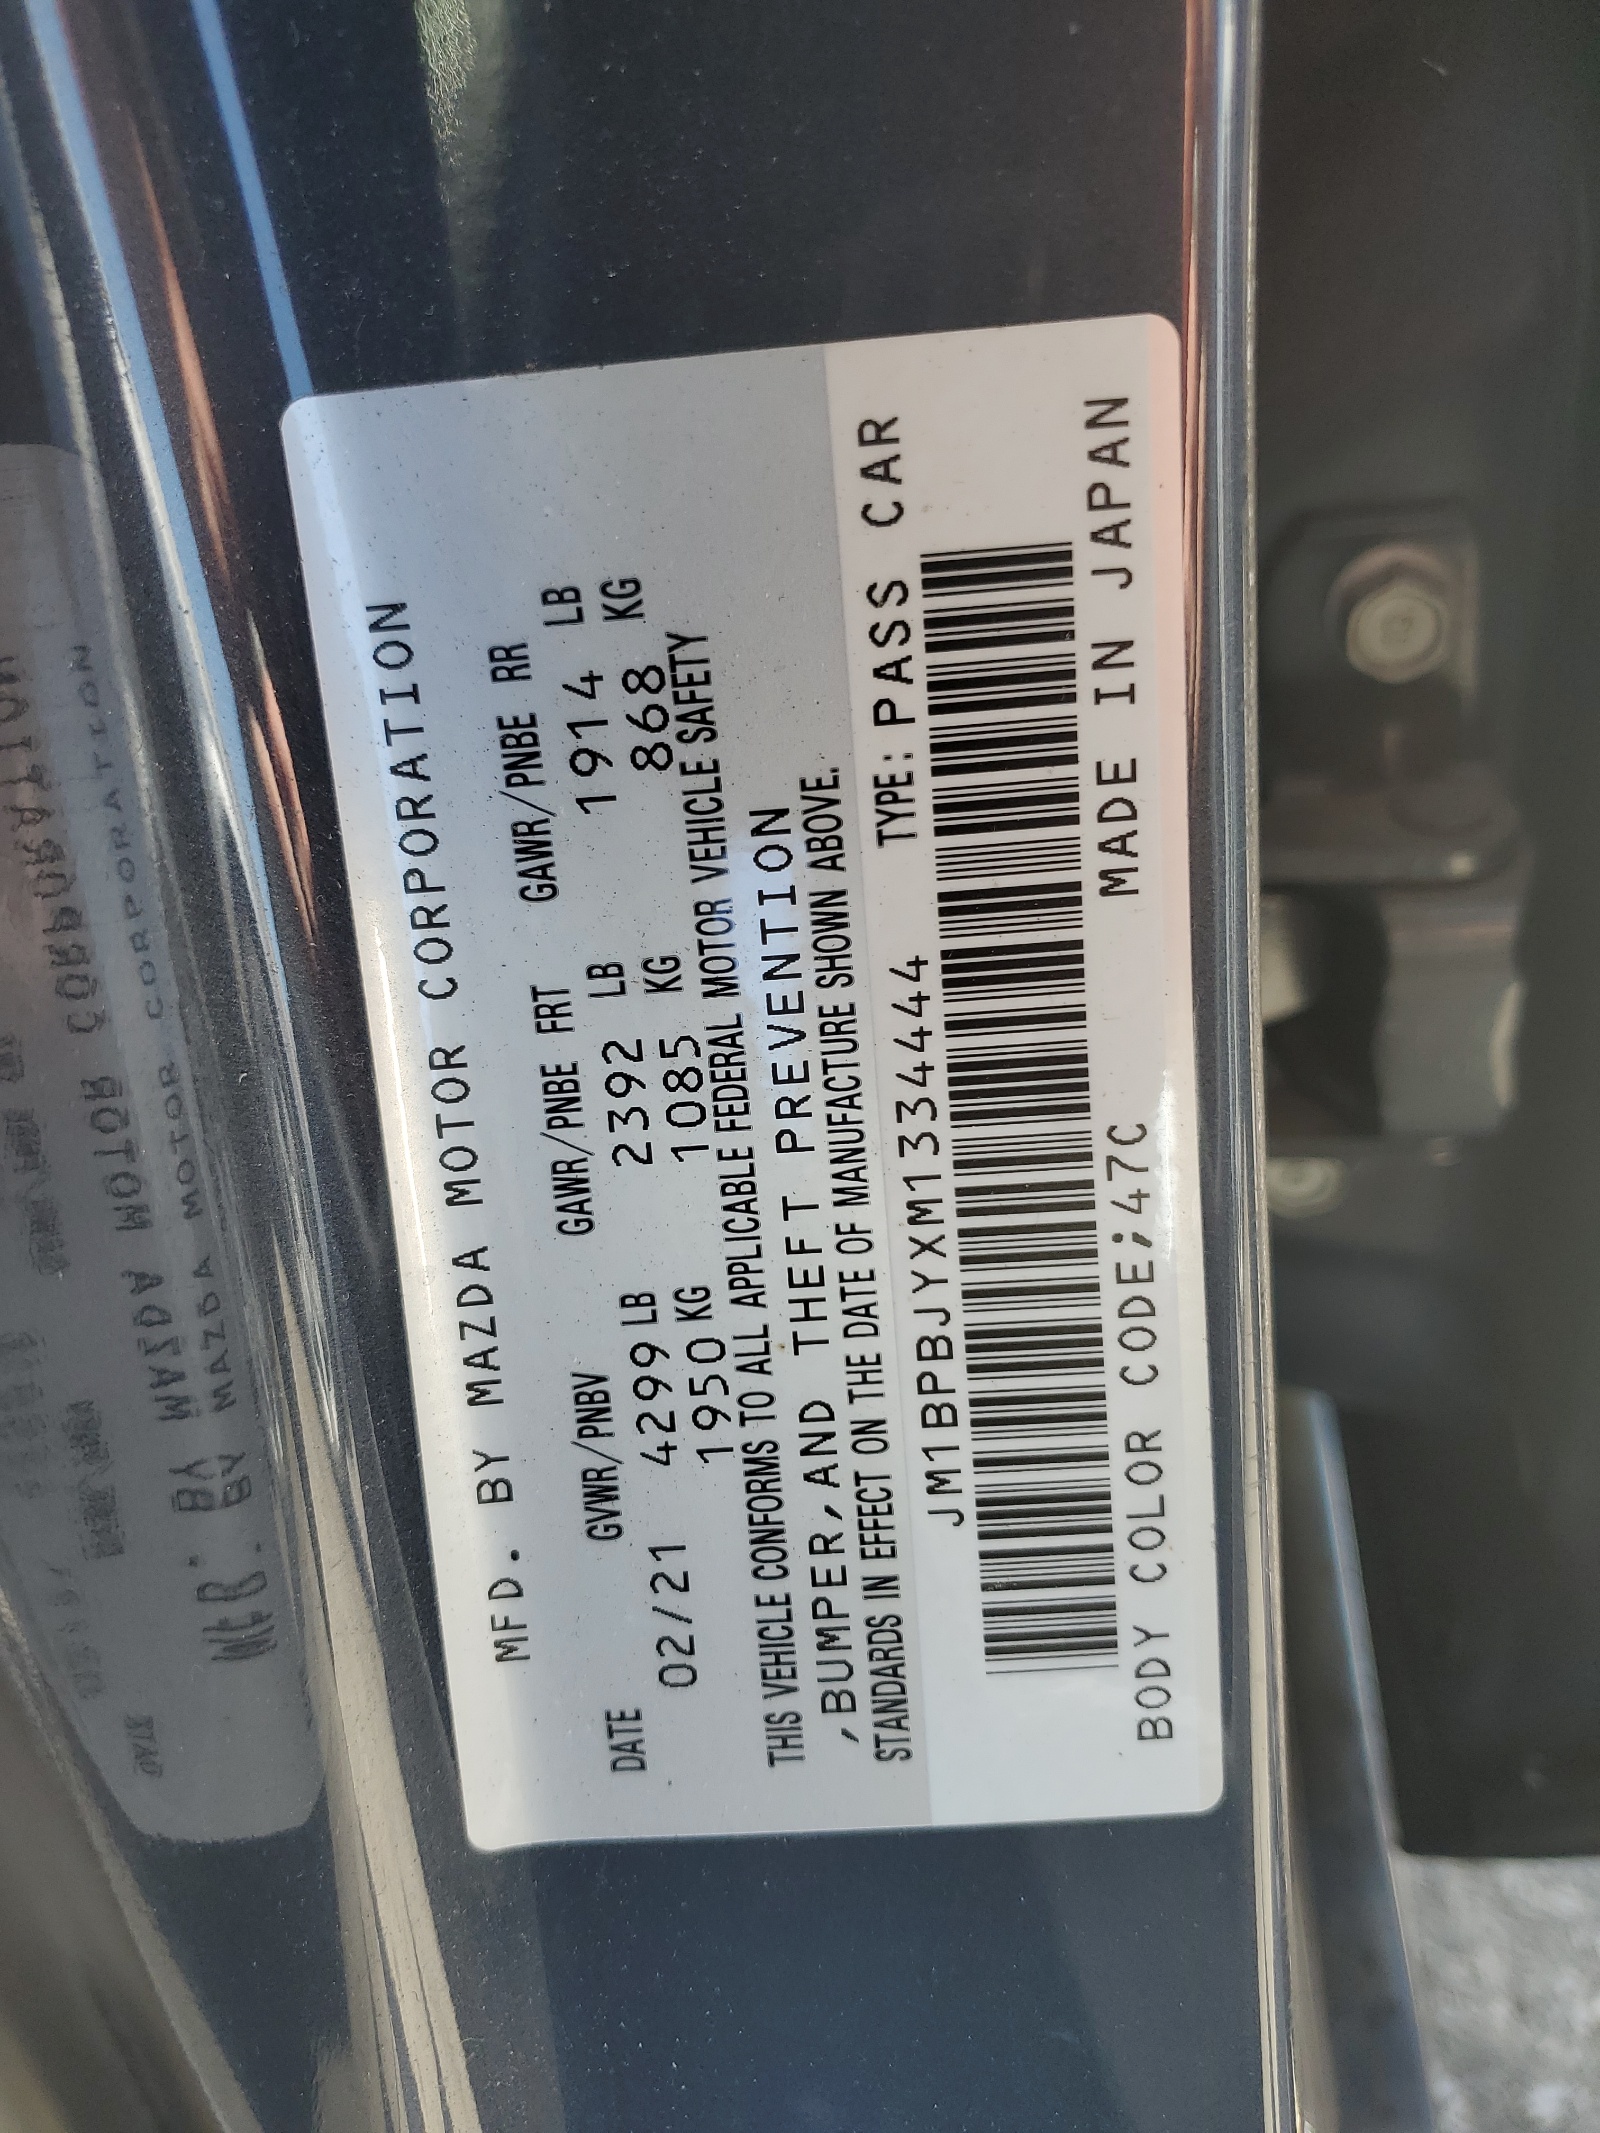 MFD. BY MAZDA MOTOR CORPORATION
DATE GVWR/PNBV GAWR/PNBE FRT GAWR/PNBE RR
02/21 4299 LB 2392 LB 1914 LB
1950 KG 1085 KG 868 KG
THIS VEHICLE CONFORMS TO ALL APPLICABLE FEDERAL MOTOR VEHICLE SAFETY
,BUMPER,AND THEFT PREVENTION
STANDARDS IN EFFECT ON THE DATE OF MANUFACTURE SHOWN ABOVE.
JM1BPBJYXM1334444 TYPE: PASS CAR
BODY COLOR CODE;47C MADE IN JAPAN